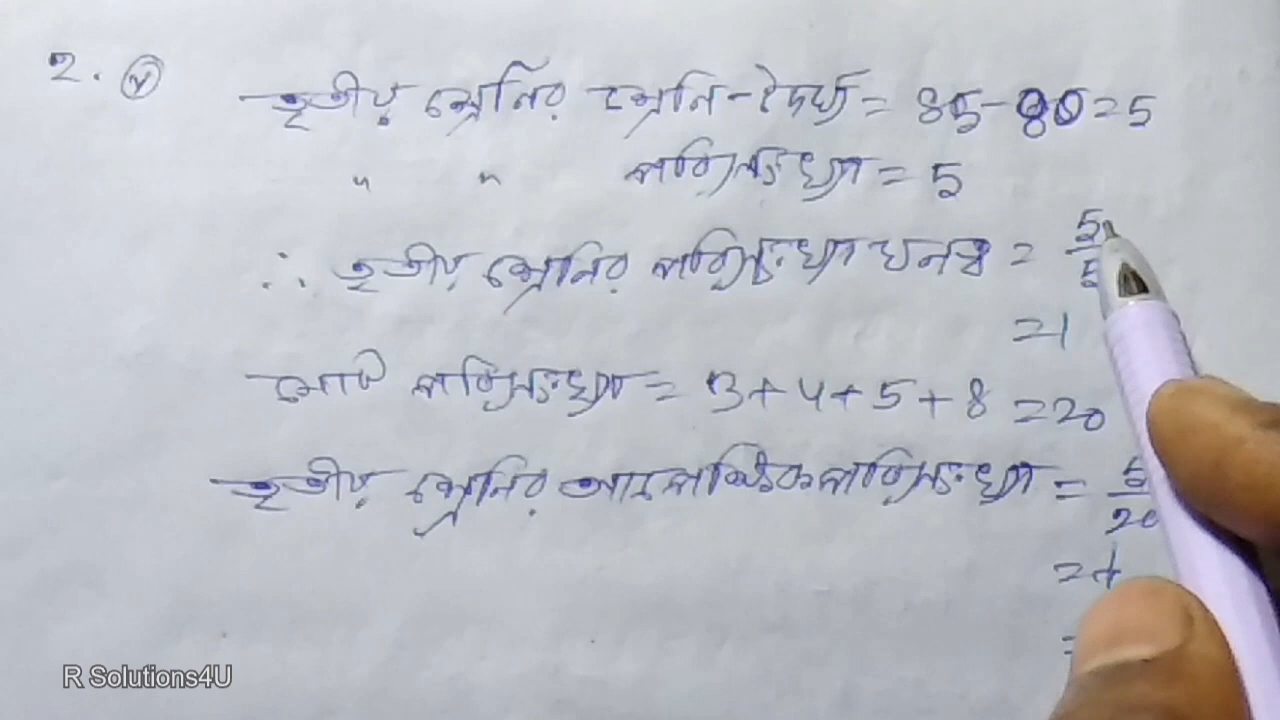 2. (v) তৃতীয় শ্রেনির শ্রেনি-দৈর্ঘ্য = 85-80=5
" " পরিসংখ্যা = 5
∴ তৃতীয় শ্রেনির পরিসংখ্যা ঘনত্ব = 5/5
=1
মোট পরিসংখ্যা = 3+4+5+8 =20
তৃতীয় শ্রেনির আপেক্ষিক পরিসংখ্যা = 5/20
=
=
R Solutions4U